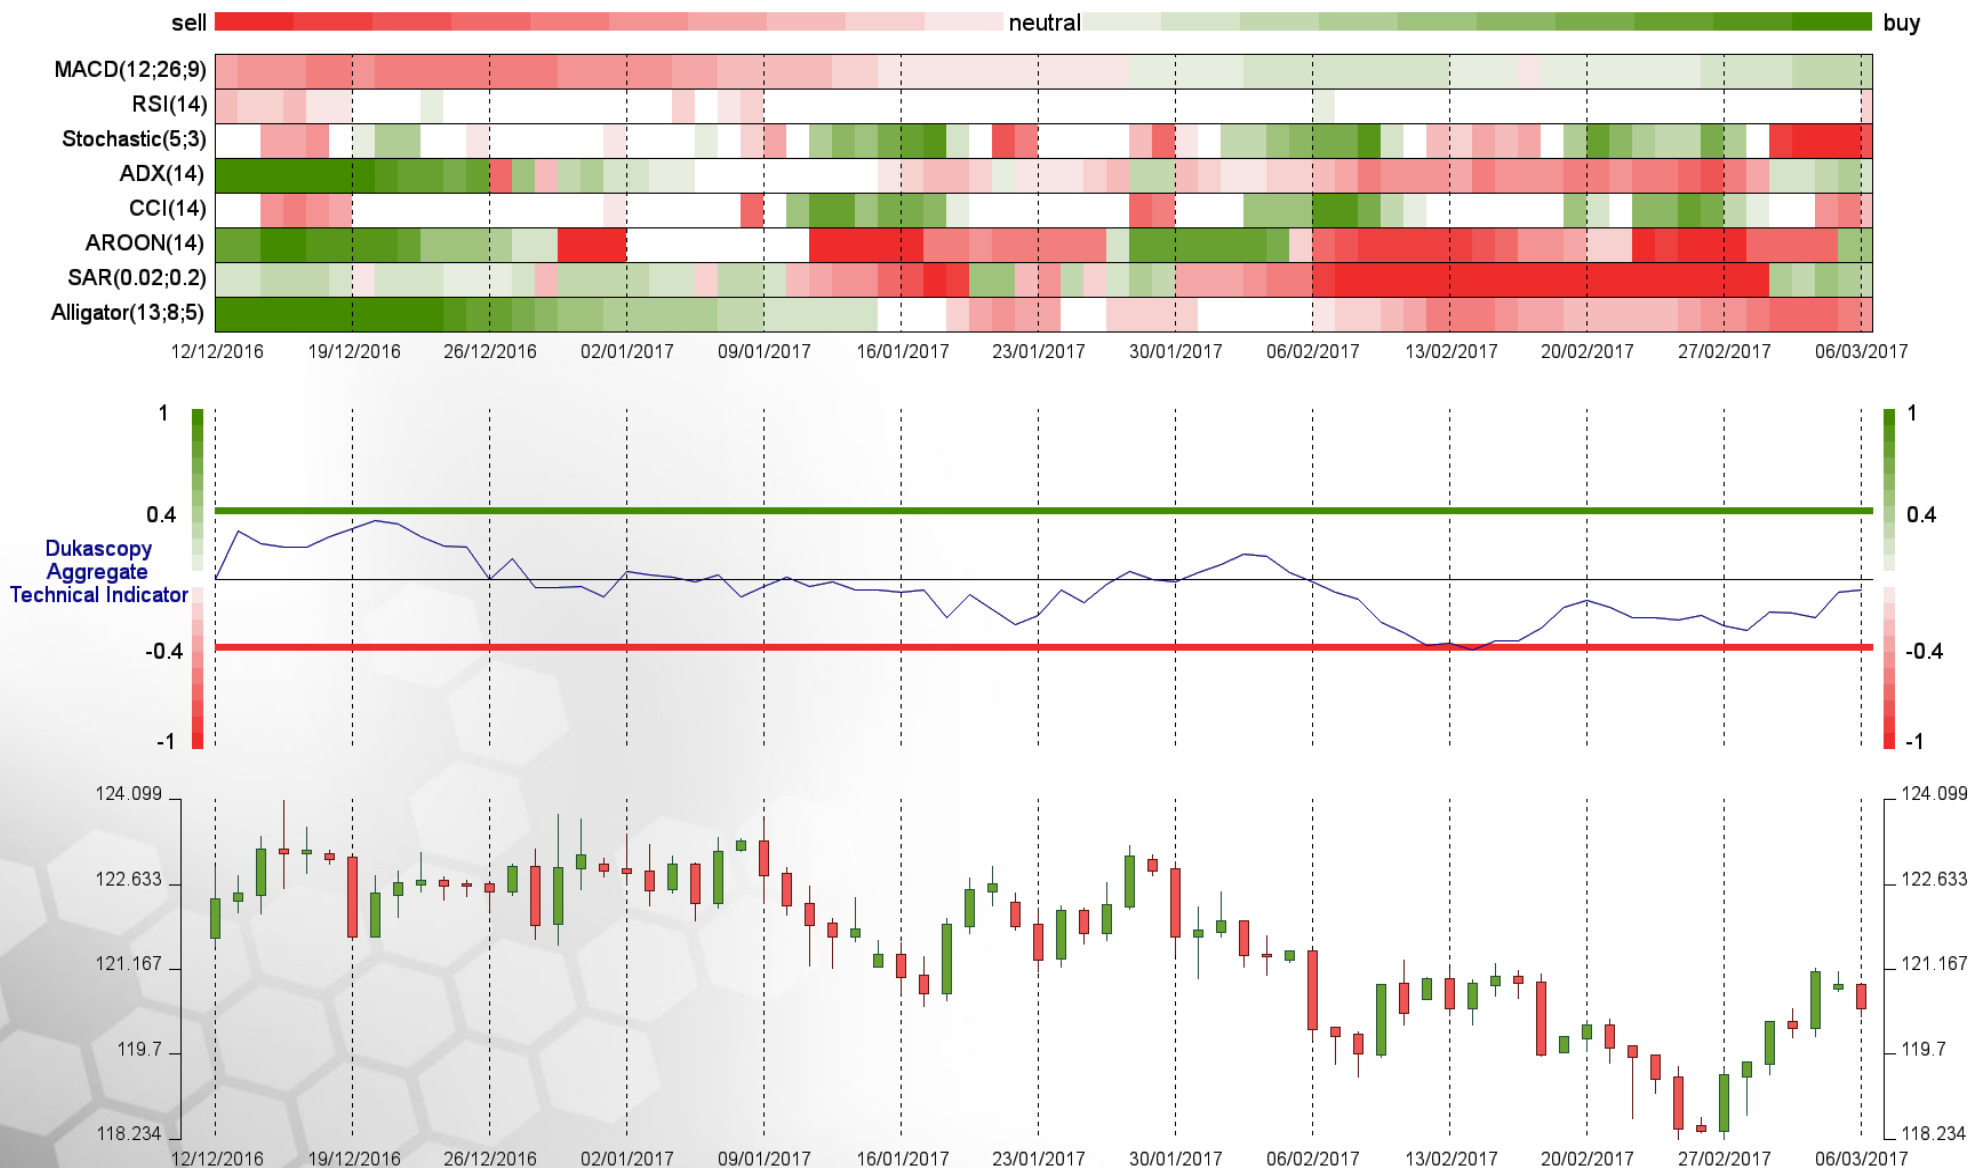 sell neutral buy
MACD(12;26;9)
RSI(14)
Stochastic(5;3)
ADX(14)
CCI(14)
AROON(14)
SAR(0.02;0.2)
Alligator(13;8;5)
12/12/2016 19/12/2016 26/12/2016 02/01/2017 09/01/2017 16/01/2017 23/01/2017 30/01/2017 06/02/2017 13/02/2017 20/02/2017 27/02/2017 06/03/2017
1 1
0.4 0.4
Dukascopy
Aggregate
Technical Indicator
-0.4 -0.4
-1 -1
124.099 124.099
122.633 122.633
121.167 121.167
119.7 119.7
118.234 118.234
12/12/2016 19/12/2016 26/12/2016 02/01/2017 09/01/2017 16/01/2017 23/01/2017 30/01/2017 06/02/2017 13/02/2017 20/02/2017 27/02/2017 06/03/2017